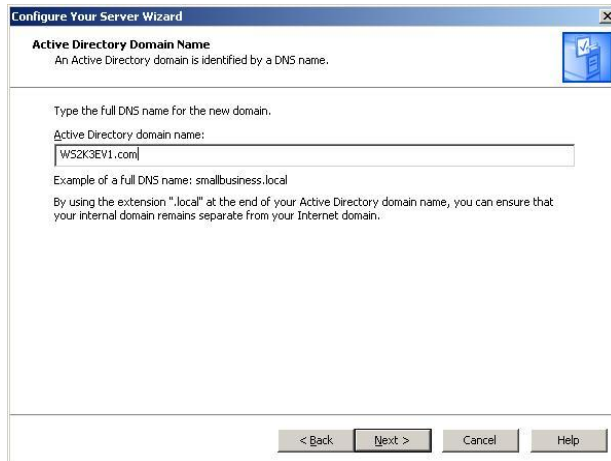 Configure Your Server Wizard
Active Directory Domain Name
An Active Directory domain is identified by a DNS name.
Type the full DNS name for the new domain.
Active Directory domain name:
WS2K3EV1.com
Example of a full DNS name: smallbusiness.local
By using the extension ".local" at the end of your Active Directory domain name, you can ensure that
your internal domain remains separate from your Internet domain.
< Back Next > Cancel Help